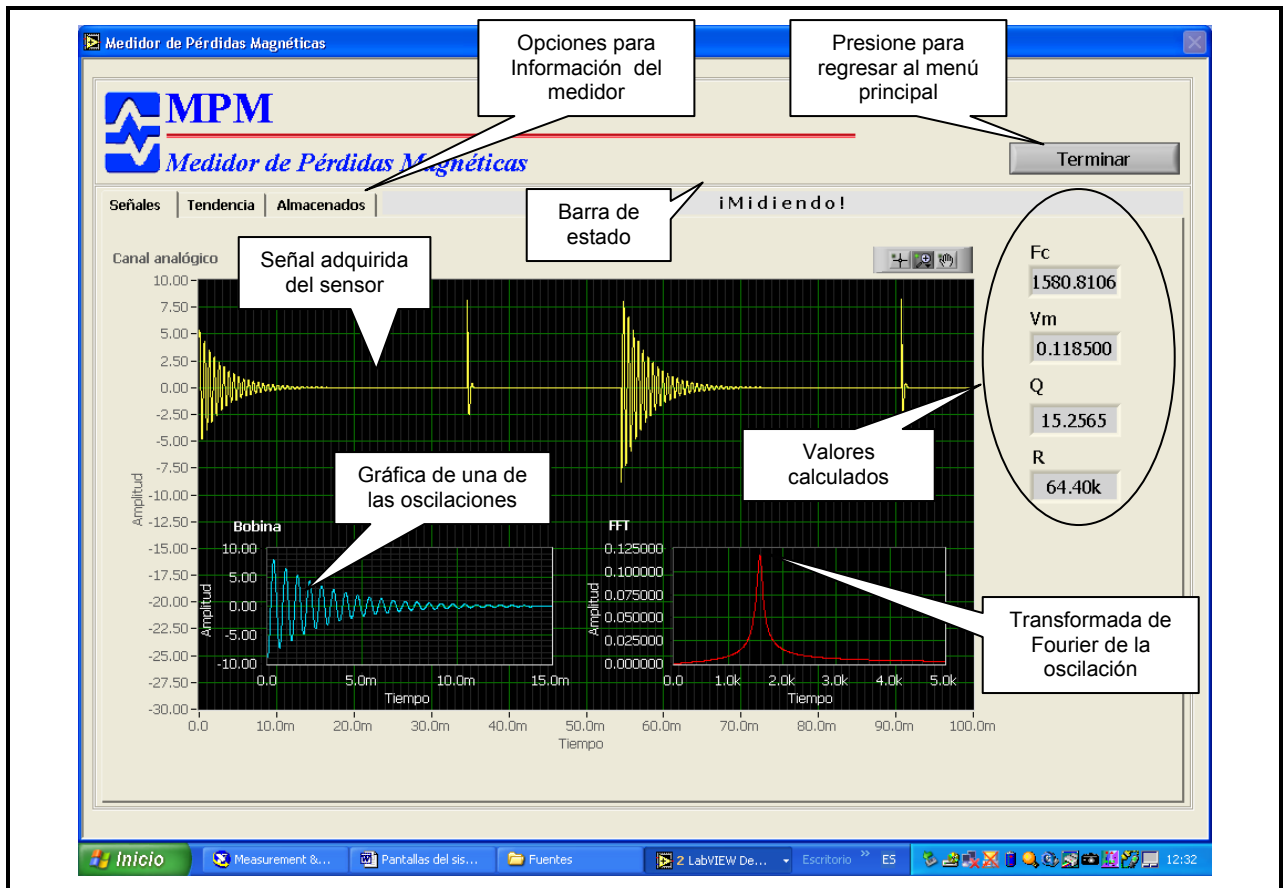 Medidor de Pérdidas Magnéticas
Opciones para
Información del
medidor
Presione para
regresar al menú
principal
MPM
Medidor de Pérdidas Magnéticas
Terminar
Señales
Tendencia
Almacenados
Barra de
estado
¡Midiendo!
Canal analógico
Señal adquirida
del sensor
Fc
1580.8106
Vm
0.118500
Q
15.2565
R
64.40k
Valores
calculados
10.00
7.50
5.00
2.50
0.00
-2.50
-5.00
-7.50
-10.00
-12.50
-15.00
-17.50
-20.00
-22.50
-25.00
-27.50
-30.00
Amplitud
Gráfica de una de
las oscilaciones
Bobina
10.00
5.00
0.00
-5.00
-10.00
Amplitud
0.0 5.0m 10.0m 15.0m
Tiempo
FFT
0.125000
0.100000
0.075000
0.050000
0.025000
0.000000
Amplitud
0.0 1.0k 2.0k 3.0k 4.0k 5.0k
Tiempo
Transformada de
Fourier de la
oscilación
0.0 10.0m 20.0m 30.0m 40.0m 50.0m 60.0m 70.0m 80.0m 90.0m 100.0m
Tiempo
Inicio
Measurement &...
Pantallas del sis...
Fuentes
2 LabVIEW De...
Escritorio
ES
12:32